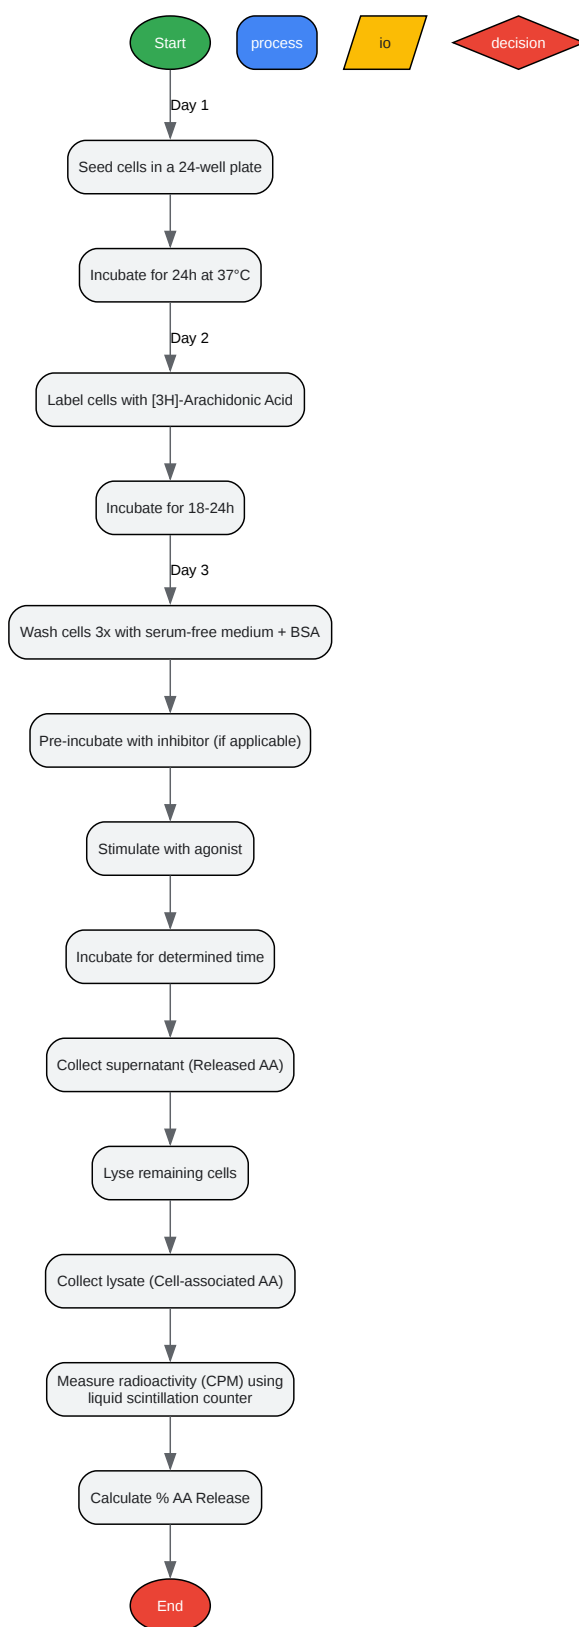 Start
process
io
decision
Day 1
Seed cells in a 24-well plate
Incubate for 24h at 37°C
Day 2
Label cells with [3H]-Arachidonic Acid
Incubate for 18-24h
Day 3
Wash cells 3x with serum-free medium + BSA
Pre-incubate with inhibitor (if applicable)
Stimulate with agonist
Incubate for determined time
Collect supernatant (Released AA)
Lyse remaining cells
Collect lysate (Cell-associated AA)
Measure radioactivity (CPM) using
liquid scintillation counter
Calculate % AA Release
End